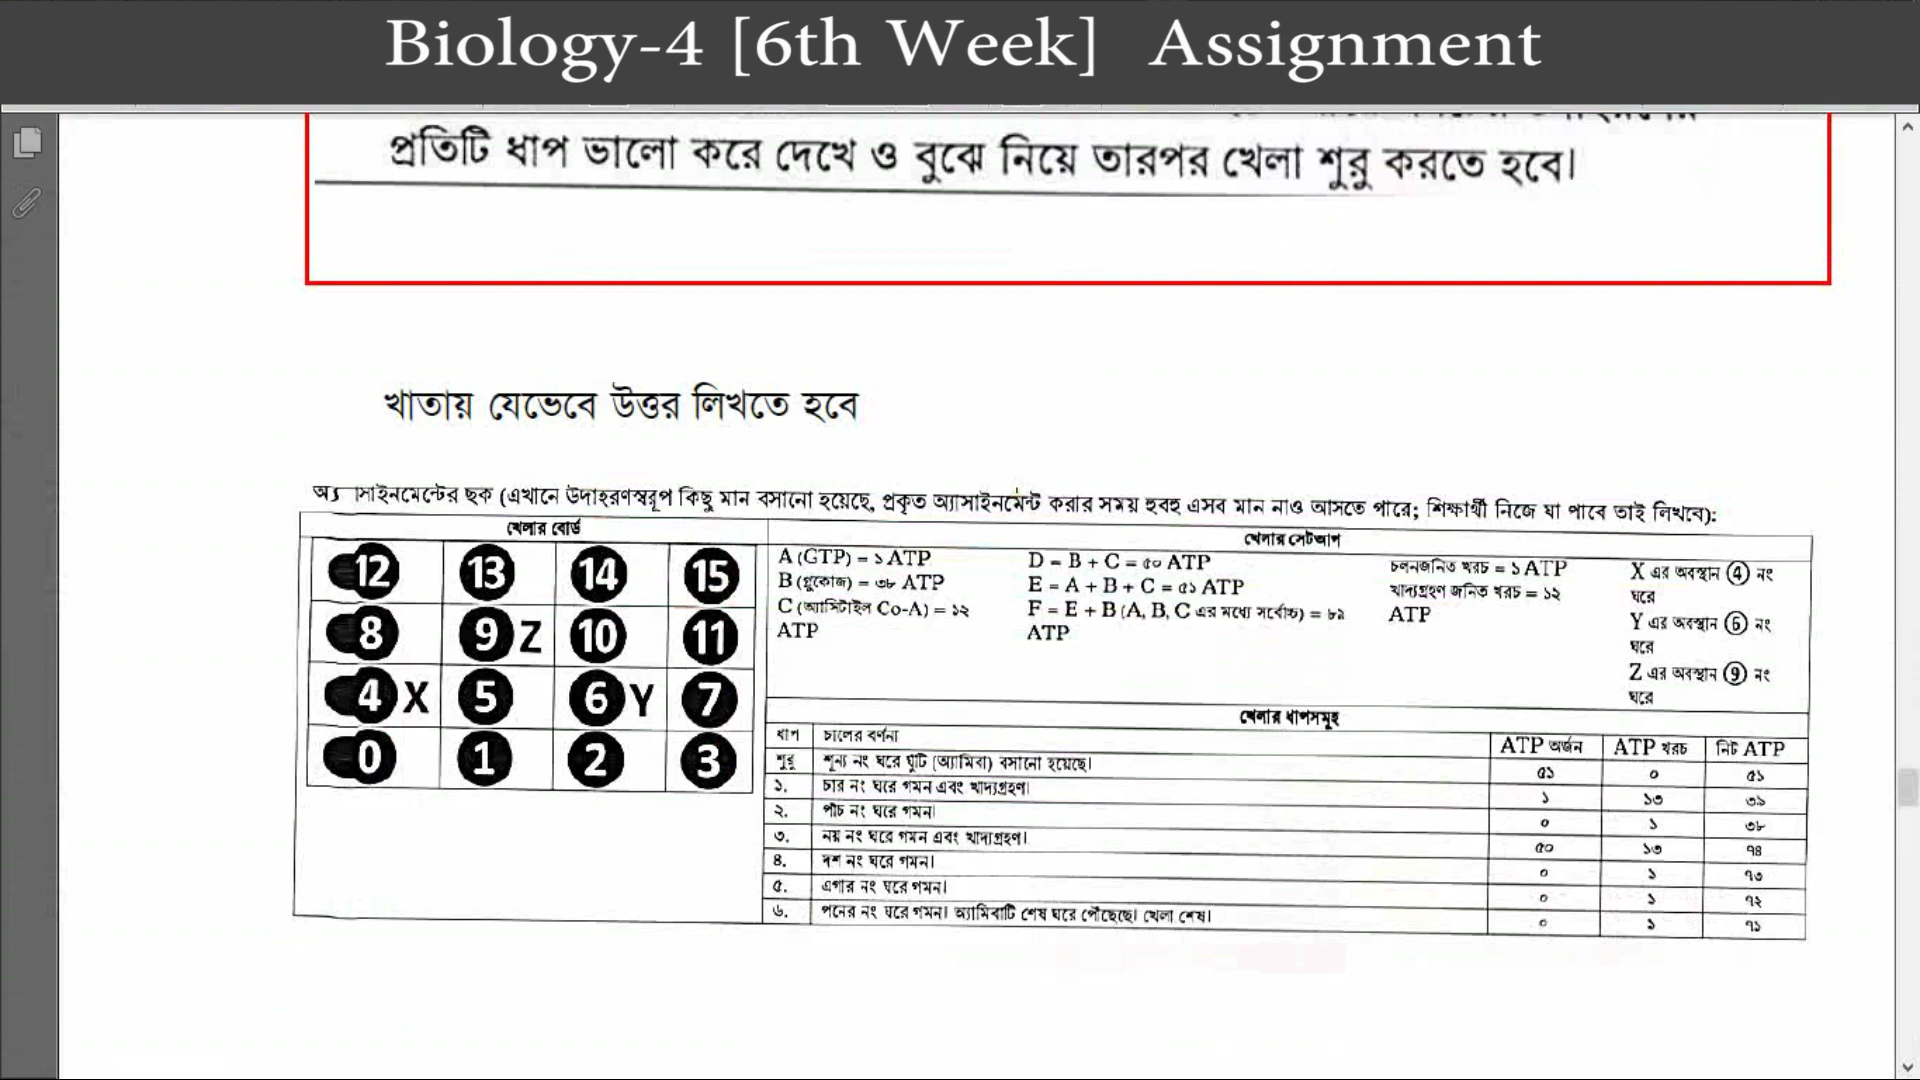 Biology-4 [6th Week] Assignment
প্রতিটি ধাপ ভালো করে দেখে ও বুঝে নিয়ে তারপর খেলা শুরু করতে হবে।
খাতায় যেভেবে উত্তর লিখতে হবে
অ্যাসাইনমেন্টের ছক (এখানে উদাহরণস্বরূপ কিছু মান বসানো হয়েছে, প্রকৃত অ্যাসাইনমেন্ট করার সময় হুবহু এসব মান নাও আসতে পারে; শিক্ষার্থী নিজে যা পাবে তাই লিখবে):
খেলার বোর্ড
12 13 14 15
8 9 Z 10 11
4 X 5 6 Y 7
0 1 2 3
খেলার সেটআপ
A (GTP) = ১ ATP
B (গ্লুকোজ) = ৩৮ ATP
C (অ্যাসিটাইল Co-A) = ১২
ATP
D = B + C = ৫০ ATP
E = A + B + C = ৫১ ATP
F = E + B (A, B, C এর মধ্যে সর্বোচ্চ) = ৮৯
ATP
চলনজনিত খরচ = ১ ATP
খাদ্যগ্রহণ জনিত খরচ = ১২
ATP
X এর অবস্থান 4 নং
ঘরে
Y এর অবস্থান 6 নং
ঘরে
Z এর অবস্থান 9 নং
ঘরে
খেলার ধাপসমূহ
ধাপ চালের বর্ণনা ATP অর্জন ATP খরচ নিট ATP
শুরু শূন্য নং ঘরে ঘুটি (অ্যামিবা) বসানো হয়েছে। ৫১ ০ ৫১
১. চার নং ঘরে গমন এবং খাদ্যগ্রহণ। ১ ১৩ ৩৯
২. পাঁচ নং ঘরে গমন। ০ ১ ৩৮
৩. নয় নং ঘরে গমন এবং খাদ্যগ্রহণ। ৫০ ১৩ ৭৪
৪. দশ নং ঘরে গমন। ০ ১ ৭৩
৫. এগার নং ঘরে গমন। ০ ১ ৭২
৬. পনের নং ঘরে গমন। অ্যামিবাটি শেষ ঘরে পৌঁছেছে। খেলা শেষ। ০ ১ ৭১